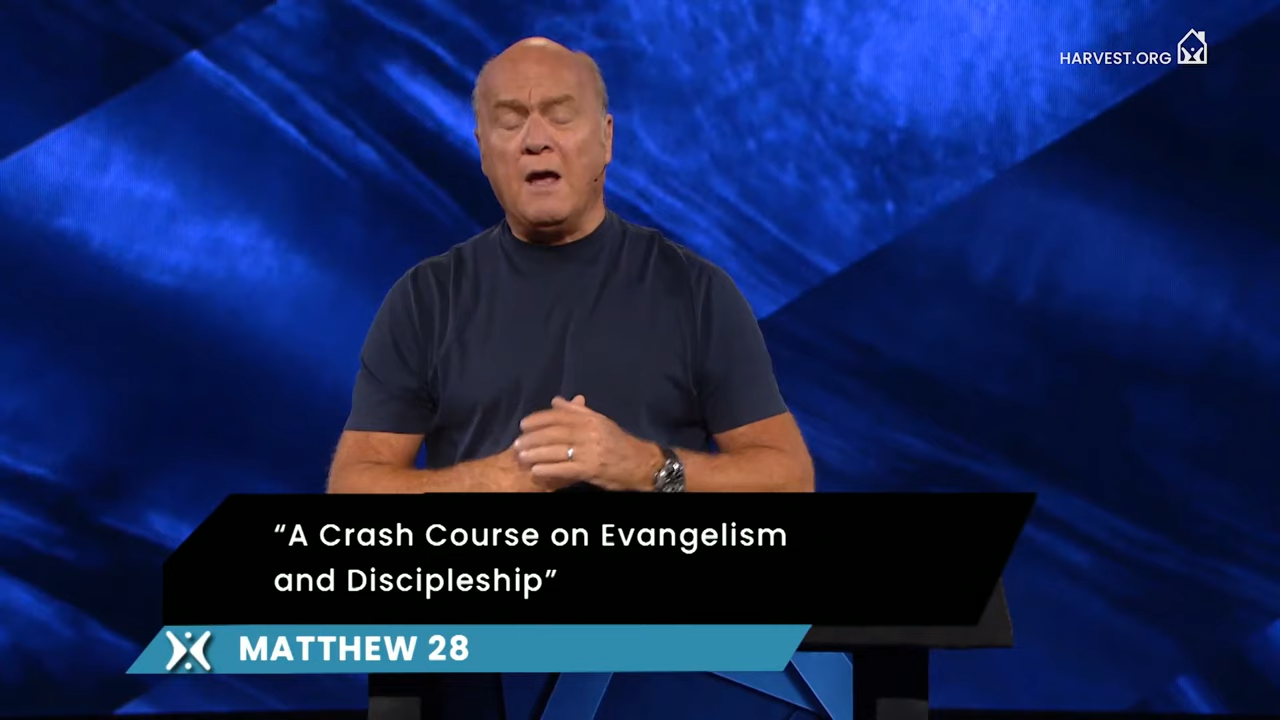 HARVEST.ORG
“A Crash Course on Evangelism
and Discipleship”
MATTHEW 28